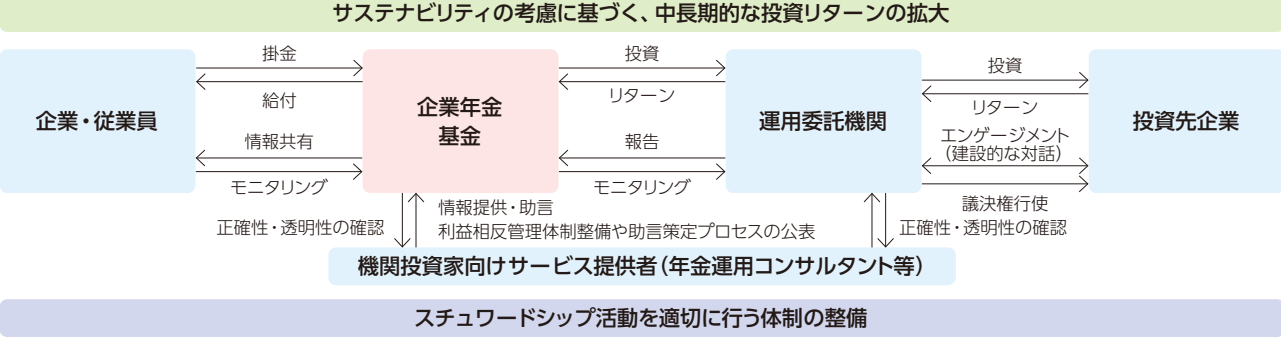 サステナビリティの考慮に基づく、中長期的な投資リターンの拡大
企業・従業員
掛金
給付
情報共有
モニタリング
企業年金
基金
投資
リターン
報告
モニタリング
運用委託機関
投資
リターン
エンゲージメント
(建設的な対話)
議決権行使
投資先企業
正確性・透明性の確認
情報提供・助言
利益相反管理体制整備や助言策定プロセスの公表
正確性・透明性の確認
機関投資家向けサービス提供者(年金運用コンサルタント等)
スチュワードシップ活動を適切に行う体制の整備